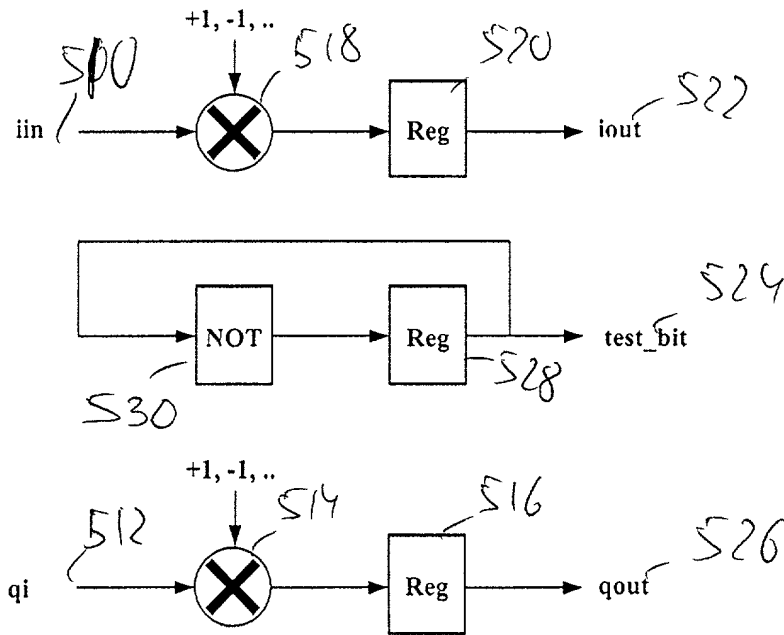 +1, -1, ..
510
518
520
iin
Reg
iout
522
NOT
Reg
test_bit
524
530
528
+1, -1, ..
512
514
516
qi
Reg
qout
526